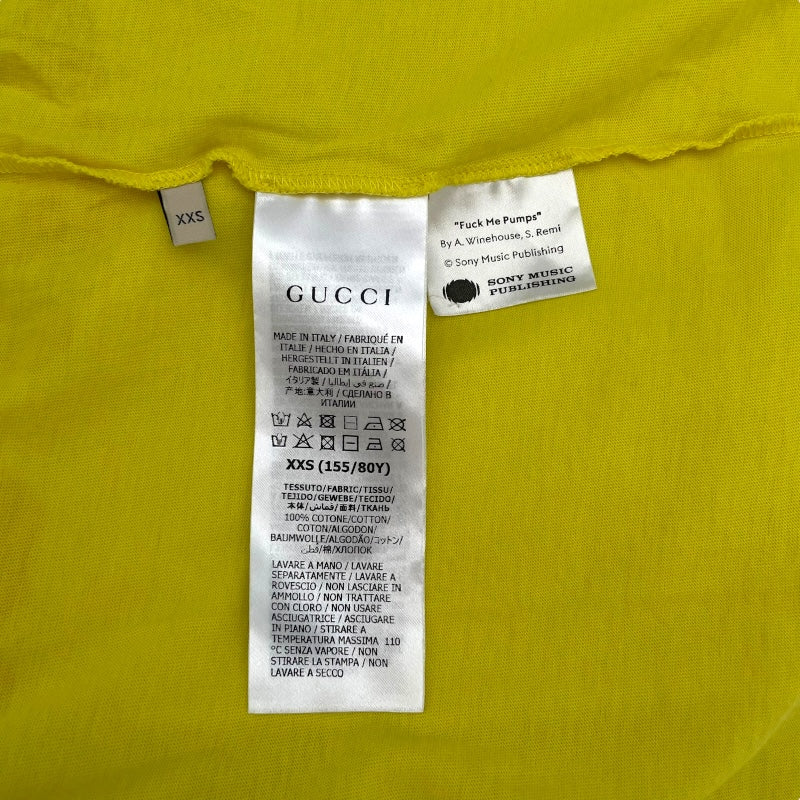 XXS
"Fuck Me Pumps"
By A. Winehouse, S. Remi
© Sony Music Publishing
SONY MUSIC
PUBLISHING
GUCCI
MADE IN ITALY / FABRIQUÉ EN
ITALIE / HECHO EN ITALIA /
HERGESTELLT IN ITALIEN /
FABRICADO EM ITÁLIA /
イタリア製 / صنع في إيطاليا /
产地:意大利 / СДЕЛАНО В
ИТАЛИИ
XXS (155/80Y)
TESSUTO/FABRIC/TISSU/
TEJIDO/GEWEBE/TECIDO/
本体/قماش/面料/ТКАНЬ
100% COTONE/COTTON/
COTON/ALGODON/
BAUMWOLLE/ALGODÃO/コットン/
قطن/棉/ХЛОПОК
LAVARE A MANO / LAVARE
SEPARATAMENTE / LAVARE A
ROVESCIO / NON LASCIARE IN
AMMOLLO / NON TRATTARE
CON CLORO / NON USARE
ASCIUGATRICE / ASCIUGARE
IN PIANO / STIRARE A
TEMPERATURA MASSIMA 110
°C SENZA VAPORE / NON
STIRARE LA STAMPA / NON
LAVARE A SECCO